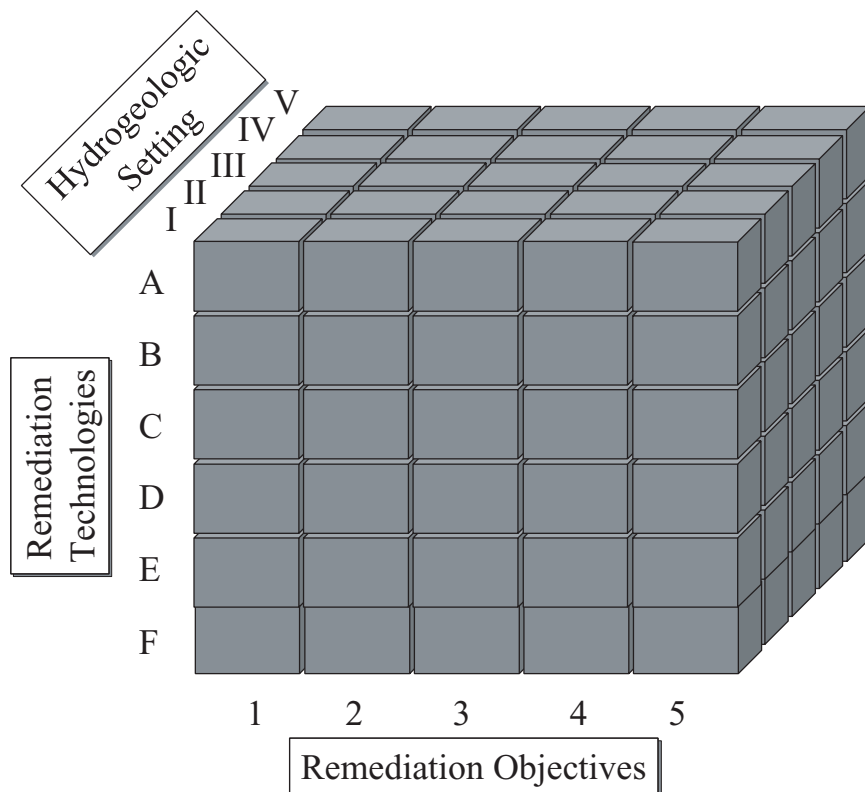 Hydrogeologic
Setting
V
IV
III
II
I
A
B
C
D
E
F
Remediation
Technologies
1 2 3 4 5
Remediation Objectives